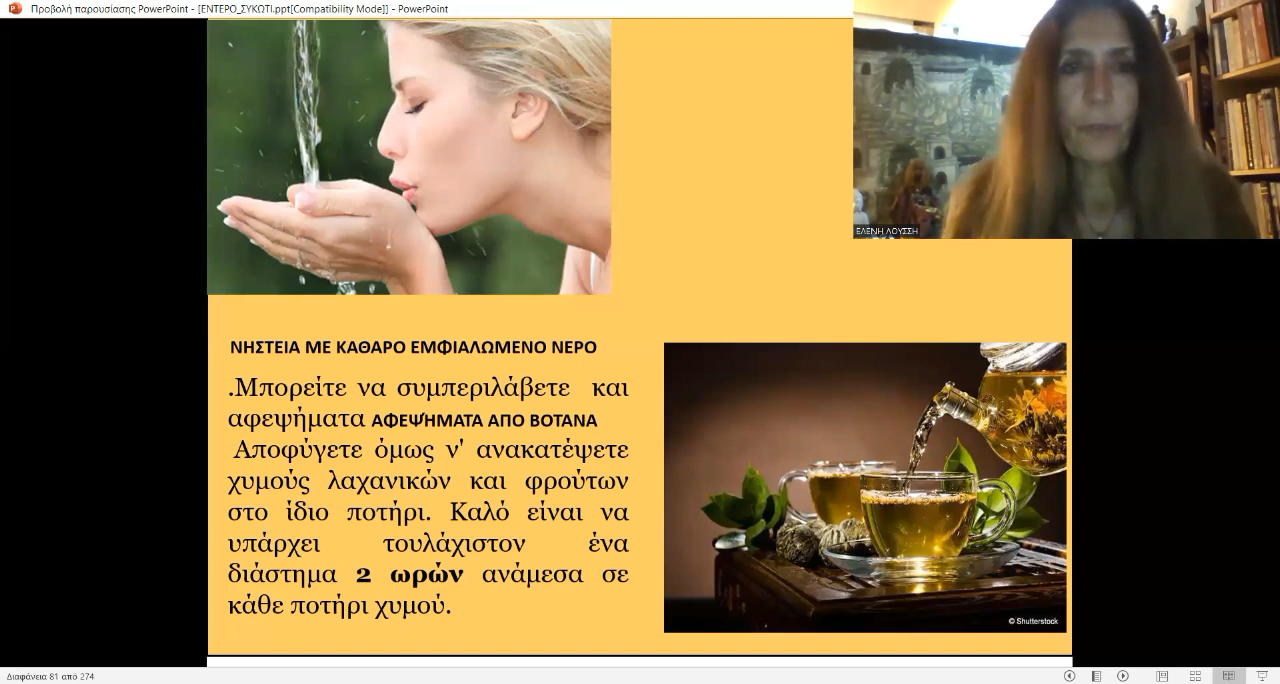 Προβολή παρουσίασης PowerPoint - [ΕΝΤΕΡΟ_ΣΥΚΩΤΙ.ppt[Compatibility Mode]] - PowerPoint
ΕΛΕΝΗ ΛΟΥΣΣΗ
ΝΗΣΤΕΙΑ ΜΕ ΚΑΘΑΡΟ ΕΜΦΙΑΛΩΜΕΝΟ ΝΕΡΟ
.Μπορείτε να συμπεριλάβετε και
αφεψήματα ΑΦΕΨΉΜΑΤΑ ΑΠΟ ΒΟΤΑΝΑ
Αποφύγετε όμως ν' ανακατέψετε
χυμούς λαχανικών και φρούτων
στο ίδιο ποτήρι. Καλό είναι να
υπάρχει τουλάχιστον ένα
διάστημα 2 ωρών ανάμεσα σε
κάθε ποτήρι χυμού.
© Shutterstock
Διαφάνεια 81 από 274